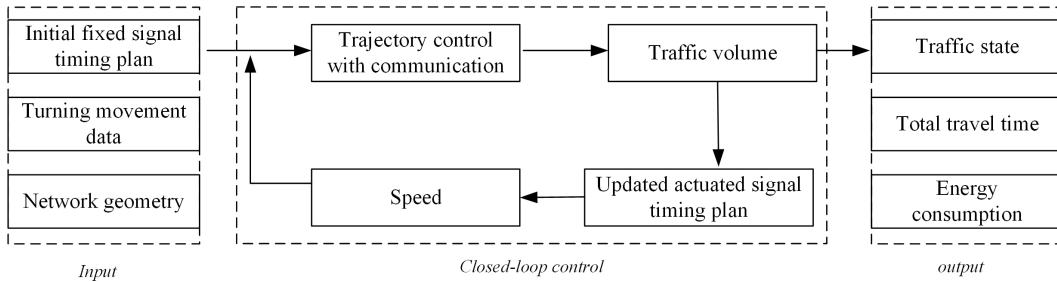 Initial fixed signal
timing plan
Turning movement
data
Network geometry
Input
Trajectory control
with communication
Traffic volume
Speed
Updated actuated signal
timing plan
Closed-loop control
Traffic state
Total travel time
Energy
consumption
output